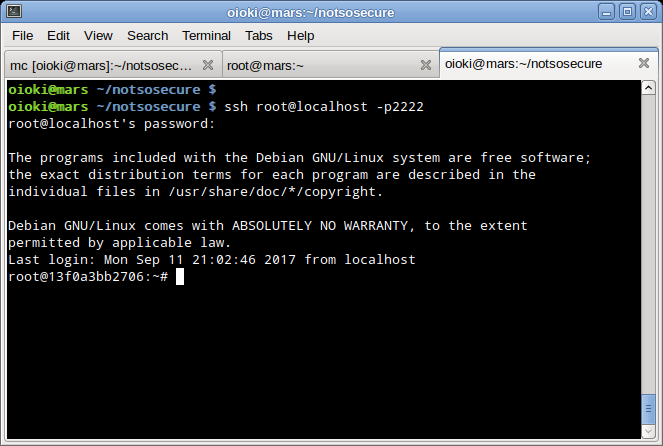 oioki@mars:~/notsosecure
File Edit View Search Terminal Tabs Help
mc [oioki@mars]:~/notsosec... root@mars:~ oioki@mars:~/notsosecure
oioki@mars ~/notsosecure $
oioki@mars ~/notsosecure $ ssh root@localhost -p2222
root@localhost's password:
The programs included with the Debian GNU/Linux system are free software;
the exact distribution terms for each program are described in the
individual files in /usr/share/doc/*/copyright.
Debian GNU/Linux comes with ABSOLUTELY NO WARRANTY, to the extent
permitted by applicable law.
Last login: Mon Sep 11 21:02:46 2017 from localhost
root@13f0a3bb2706:~#